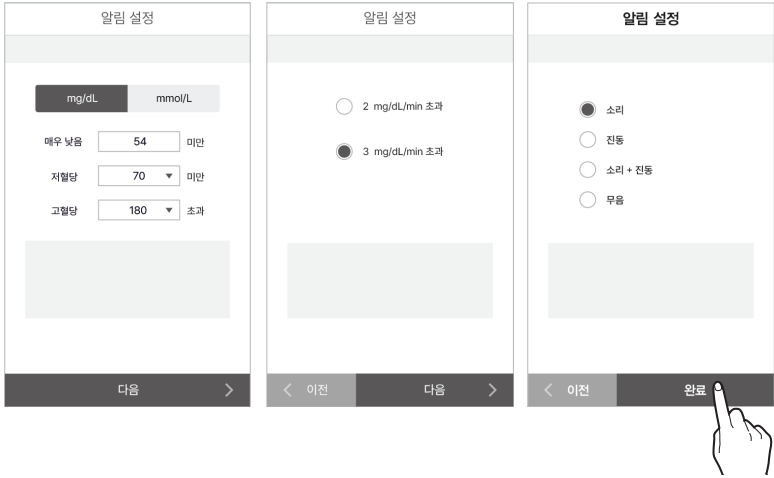 알림 설정
mg/dL mmol/L
매우 낮음 54 미만
저혈당 70 미만
고혈당 180 초과
다음
알림 설정
2 mg/dL/min 초과
3 mg/dL/min 초과
이전 다음
알림 설정
소리
진동
소리 + 진동
무음
이전 완료